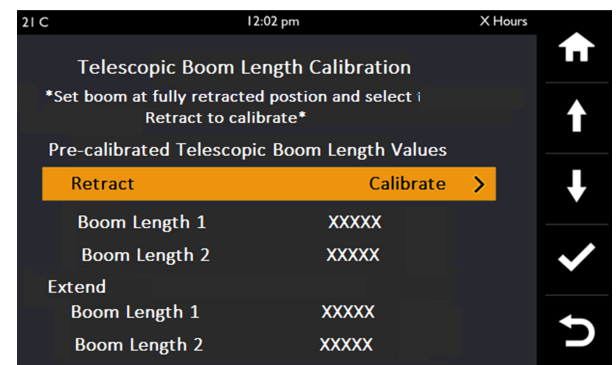 21 C 12:02 pm X Hours
Telescopic Boom Length Calibration
*Set boom at fully retracted postion and select i
Retract to calibrate*
Pre-calibrated Telescopic Boom Length Values
Retract Calibrate >
Boom Length 1 XXXXX
Boom Length 2 XXXXX
Extend
Boom Length 1 XXXXX
Boom Length 2 XXXXX